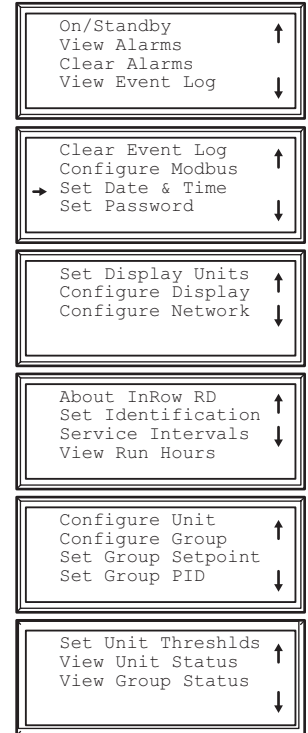 On/Standby
View Alarms
Clear Alarms
View Event Log
Clear Event Log
Configure Modbus
Set Date & Time
Set Password
Set Display Units
Configure Display
Configure Network
About InRow RD
Set Identification
Service Intervals
View Run Hours
Configure Unit
Configure Group
Set Group Setpoint
Set Group PID
Set Unit Threshlds
View Unit Status
View Group Status